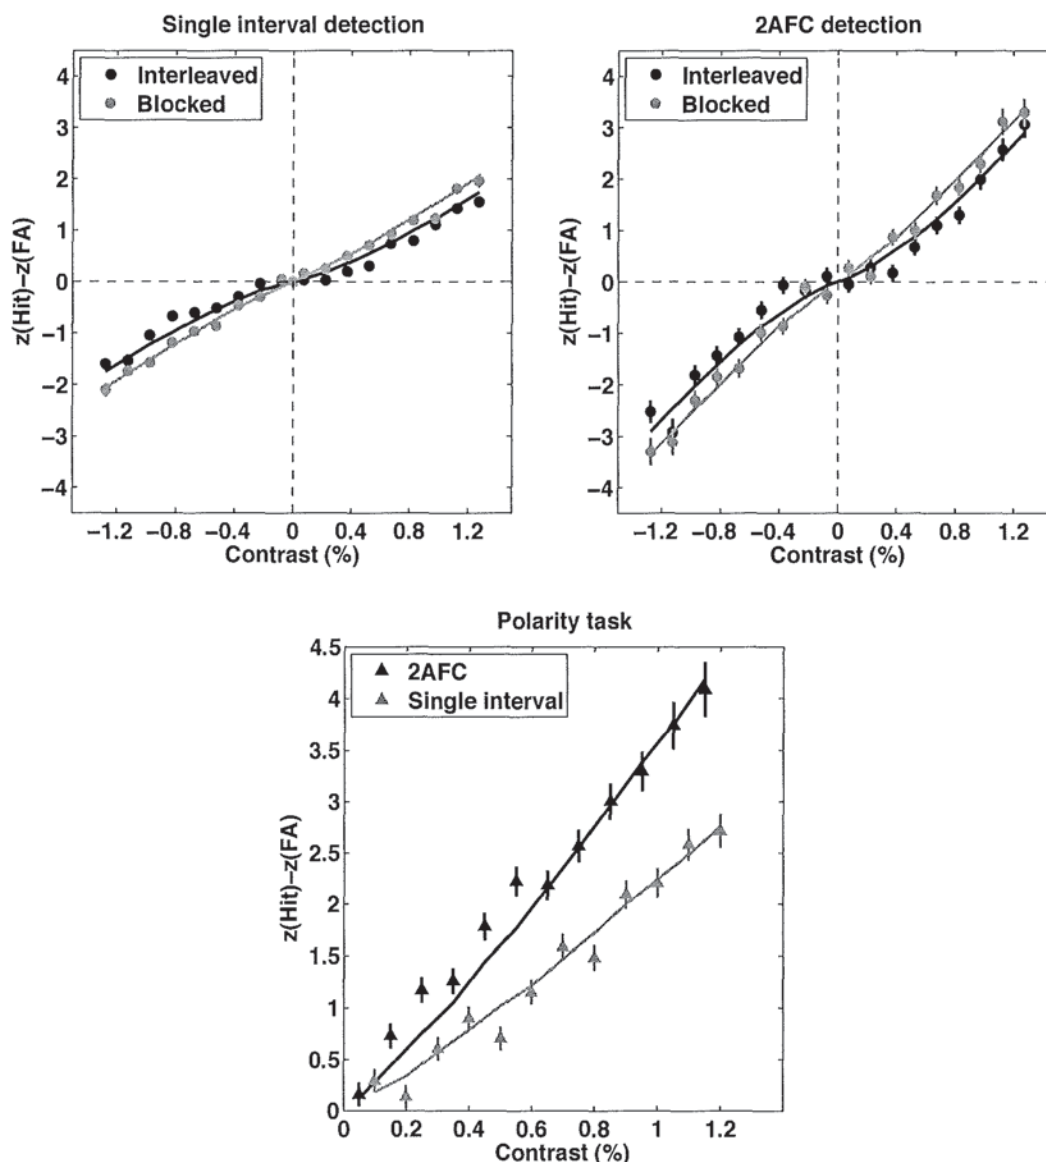 Single interval detection
4
3
2
1
0
−1
−2
−3
−4
z(Hit)−z(FA)
Interleaved
Blocked
−1.2 −0.8 −0.4 0 0.4 0.8 1.2
Contrast (%)
2AFC detection
4
3
2
1
0
−1
−2
−3
−4
z(Hit)−z(FA)
Interleaved
Blocked
−1.2 −0.8 −0.4 0 0.4 0.8 1.2
Contrast (%)
Polarity task
4.5
4
3.5
3
2.5
2
1.5
1
0.5
0
z(Hit)−z(FA)
2AFC
Single interval
0 0.2 0.4 0.6 0.8 1 1.2
Contrast (%)